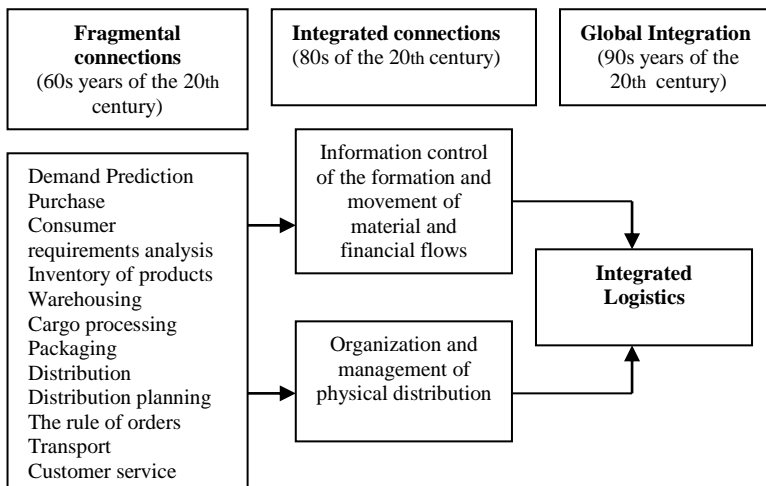 Fragmental
connections
(60s years of the 20th
century)
Integrated connections
(80s of the 20th century)
Global Integration
(90s years of the
20th century)
Demand Prediction
Purchase
Consumer
requirements analysis
Inventory of products
Warehousing
Cargo processing
Packaging
Distribution
Distribution planning
The rule of orders
Transport
Customer service
Information control
of the formation and
movement of
material and
financial flows
Organization and
management of
physical distribution
Integrated
Logistics